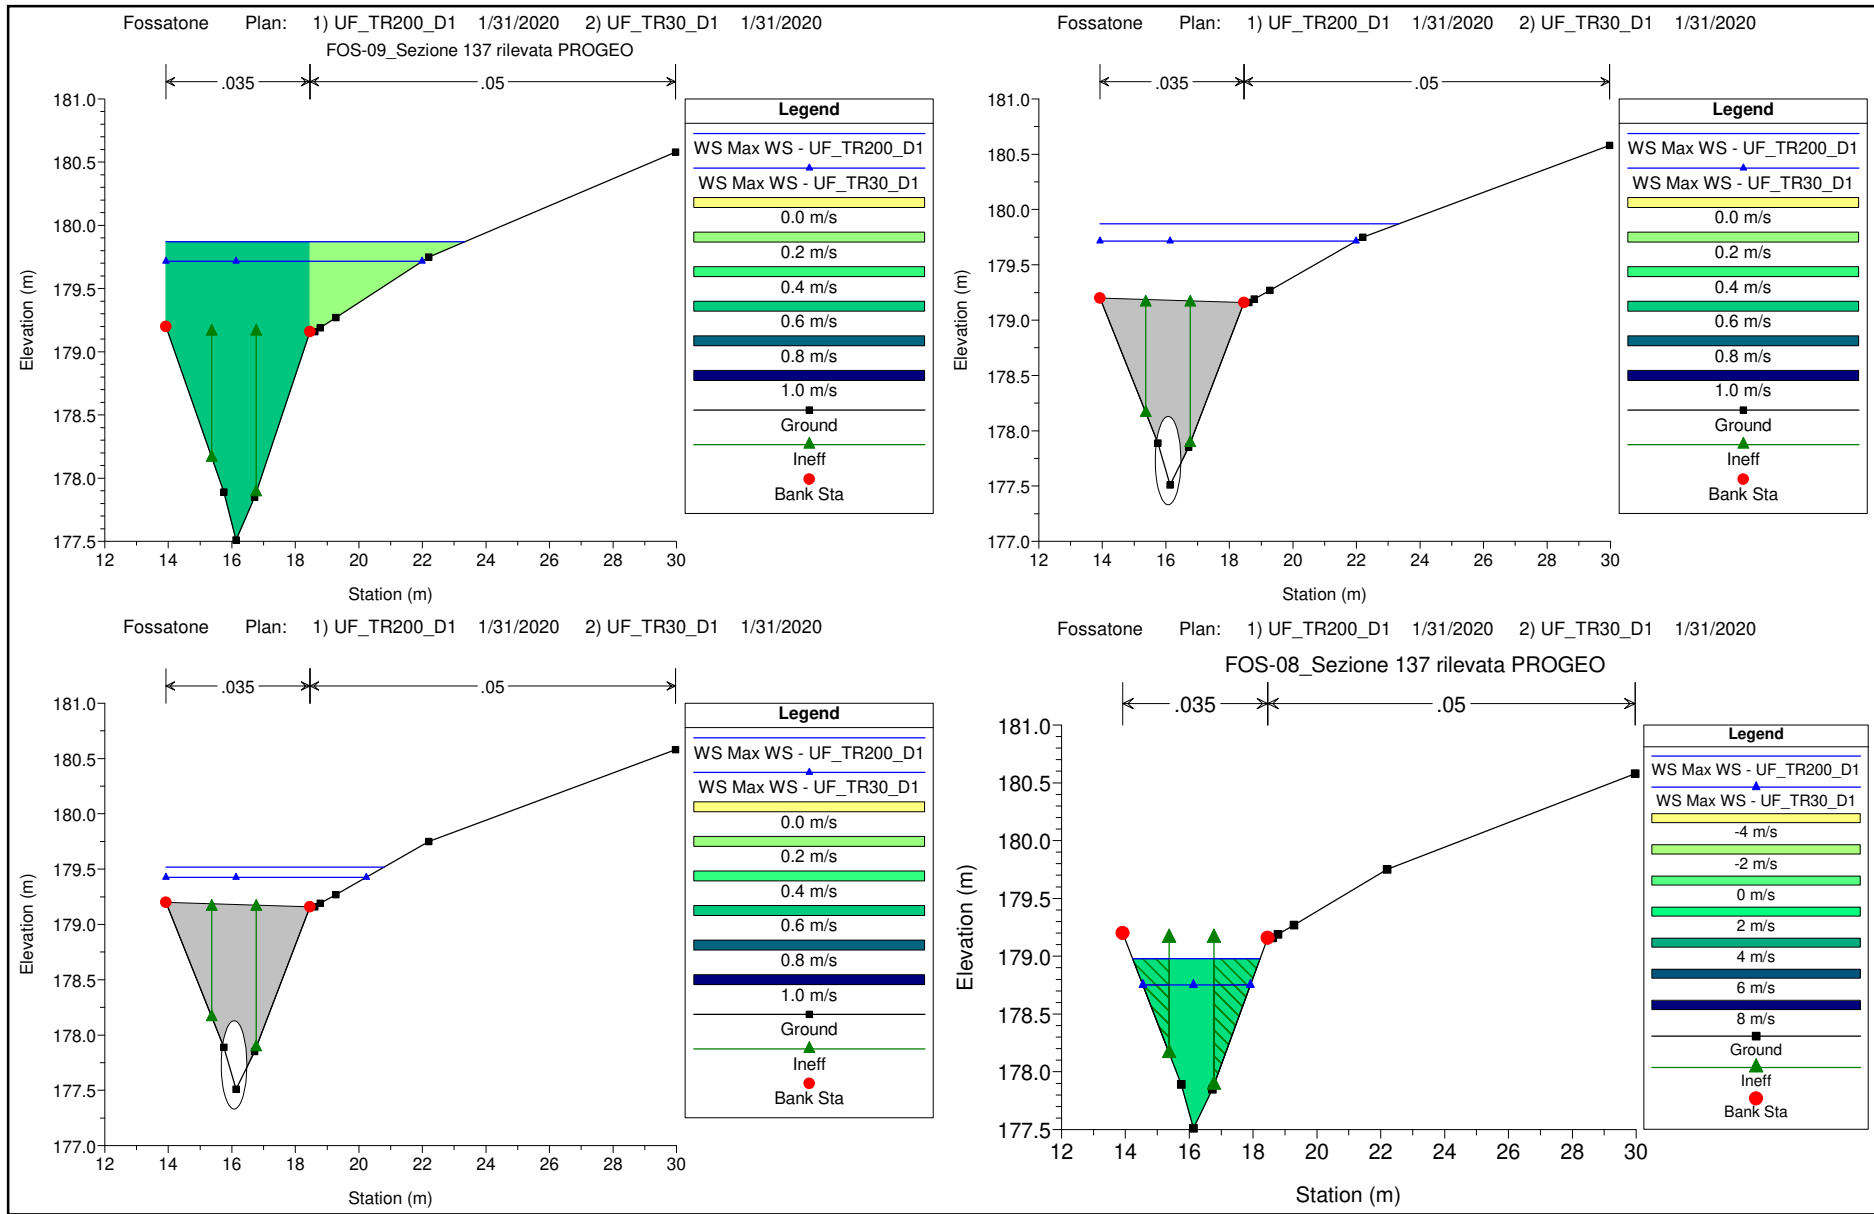 Fossatone Plan: 1) UF_TR200_D1 1/31/2020 2) UF_TR30_D1 1/31/2020
FOS-09_Sezione 137 rilevata PROGEO
.035 .05
181.0
180.5
180.0
179.5
179.0
178.5
178.0
177.5
12 14 16 18 20 22 24 26 28 30
Station (m)
Elevation (m)
Legend
WS Max WS - UF_TR200_D1
WS Max WS - UF_TR30_D1
0.0 m/s
0.2 m/s
0.4 m/s
0.6 m/s
0.8 m/s
1.0 m/s
Ground
Ineff
Bank Sta
Fossatone Plan: 1) UF_TR200_D1 1/31/2020 2) UF_TR30_D1 1/31/2020
.035 .05
181.0
180.5
180.0
179.5
179.0
178.5
178.0
177.5
177.0
12 14 16 18 20 22 24 26 28 30
Station (m)
Elevation (m)
Legend
WS Max WS - UF_TR200_D1
WS Max WS - UF_TR30_D1
0.0 m/s
0.2 m/s
0.4 m/s
0.6 m/s
0.8 m/s
1.0 m/s
Ground
Ineff
Bank Sta
Fossatone Plan: 1) UF_TR200_D1 1/31/2020 2) UF_TR30_D1 1/31/2020
.035 .05
181.0
180.5
180.0
179.5
179.0
178.5
178.0
177.5
177.0
12 14 16 18 20 22 24 26 28 30
Station (m)
Elevation (m)
Legend
WS Max WS - UF_TR200_D1
WS Max WS - UF_TR30_D1
0.0 m/s
0.2 m/s
0.4 m/s
0.6 m/s
0.8 m/s
1.0 m/s
Ground
Ineff
Bank Sta
Fossatone Plan: 1) UF_TR200_D1 1/31/2020 2) UF_TR30_D1 1/31/2020
FOS-08_Sezione 137 rilevata PROGEO
.035 .05
181.0
180.5
180.0
179.5
179.0
178.5
178.0
177.5
12 14 16 18 20 22 24 26 28 30
Station (m)
Elevation (m)
Legend
WS Max WS - UF_TR200_D1
WS Max WS - UF_TR30_D1
-4 m/s
-2 m/s
0 m/s
2 m/s
4 m/s
6 m/s
8 m/s
Ground
Ineff
Bank Sta